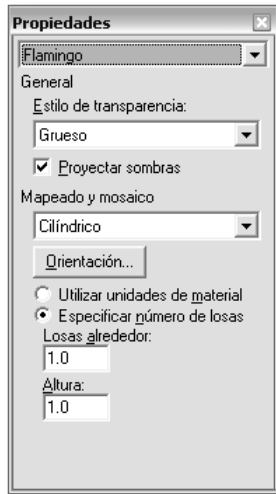 Propiedades
Flamingo
General
Estilo de transparencia:
Grueso
Proyectar sombras
Mapeado y mosaico
Cilíndrico
Orientación...
Utilizar unidades de material
Especificar número de losas
Losas alrededor:
1.0
Altura:
1.0